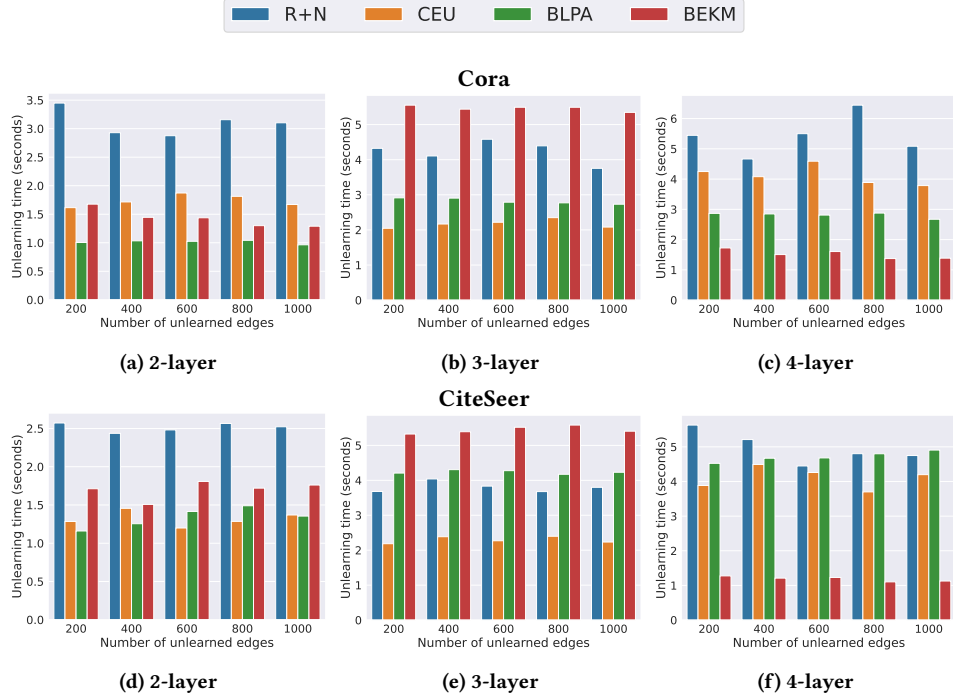 R+N CEU BLPA BEKM
Cora
Unlearning time (seconds)
3.5
3.0
2.5
2.0
1.5
1.0
0.5
0.0
200 400 600 800 1000
Number of unlearned edges
(a) 2-layer
Unlearning time (seconds)
5
4
3
2
1
0
200 400 600 800 1000
Number of unlearned edges
(b) 3-layer
Unlearning time (seconds)
6
5
4
3
2
1
0
200 400 600 800 1000
Number of unlearned edges
(c) 4-layer
CiteSeer
Unlearning time (seconds)
2.5
2.0
1.5
1.0
0.5
0.0
200 400 600 800 1000
Number of unlearned edges
(d) 2-layer
Unlearning time (seconds)
5
4
3
2
1
0
200 400 600 800 1000
Number of unlearned edges
(e) 3-layer
Unlearning time (seconds)
5
4
3
2
1
0
200 400 600 800 1000
Number of unlearned edges
(f) 4-layer